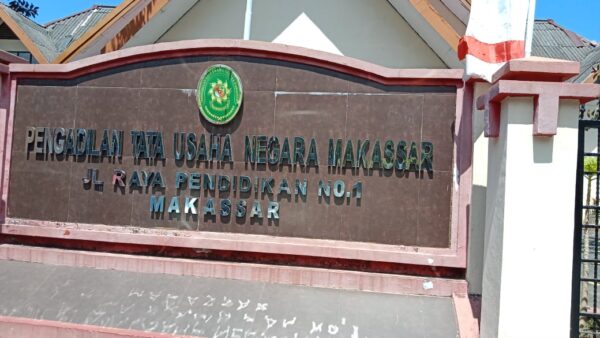 PENGADILAN TATA USAHA NEGARA MAKASSAR
JL RAYA PENDIDIKAN NO.1
MAKASSAR